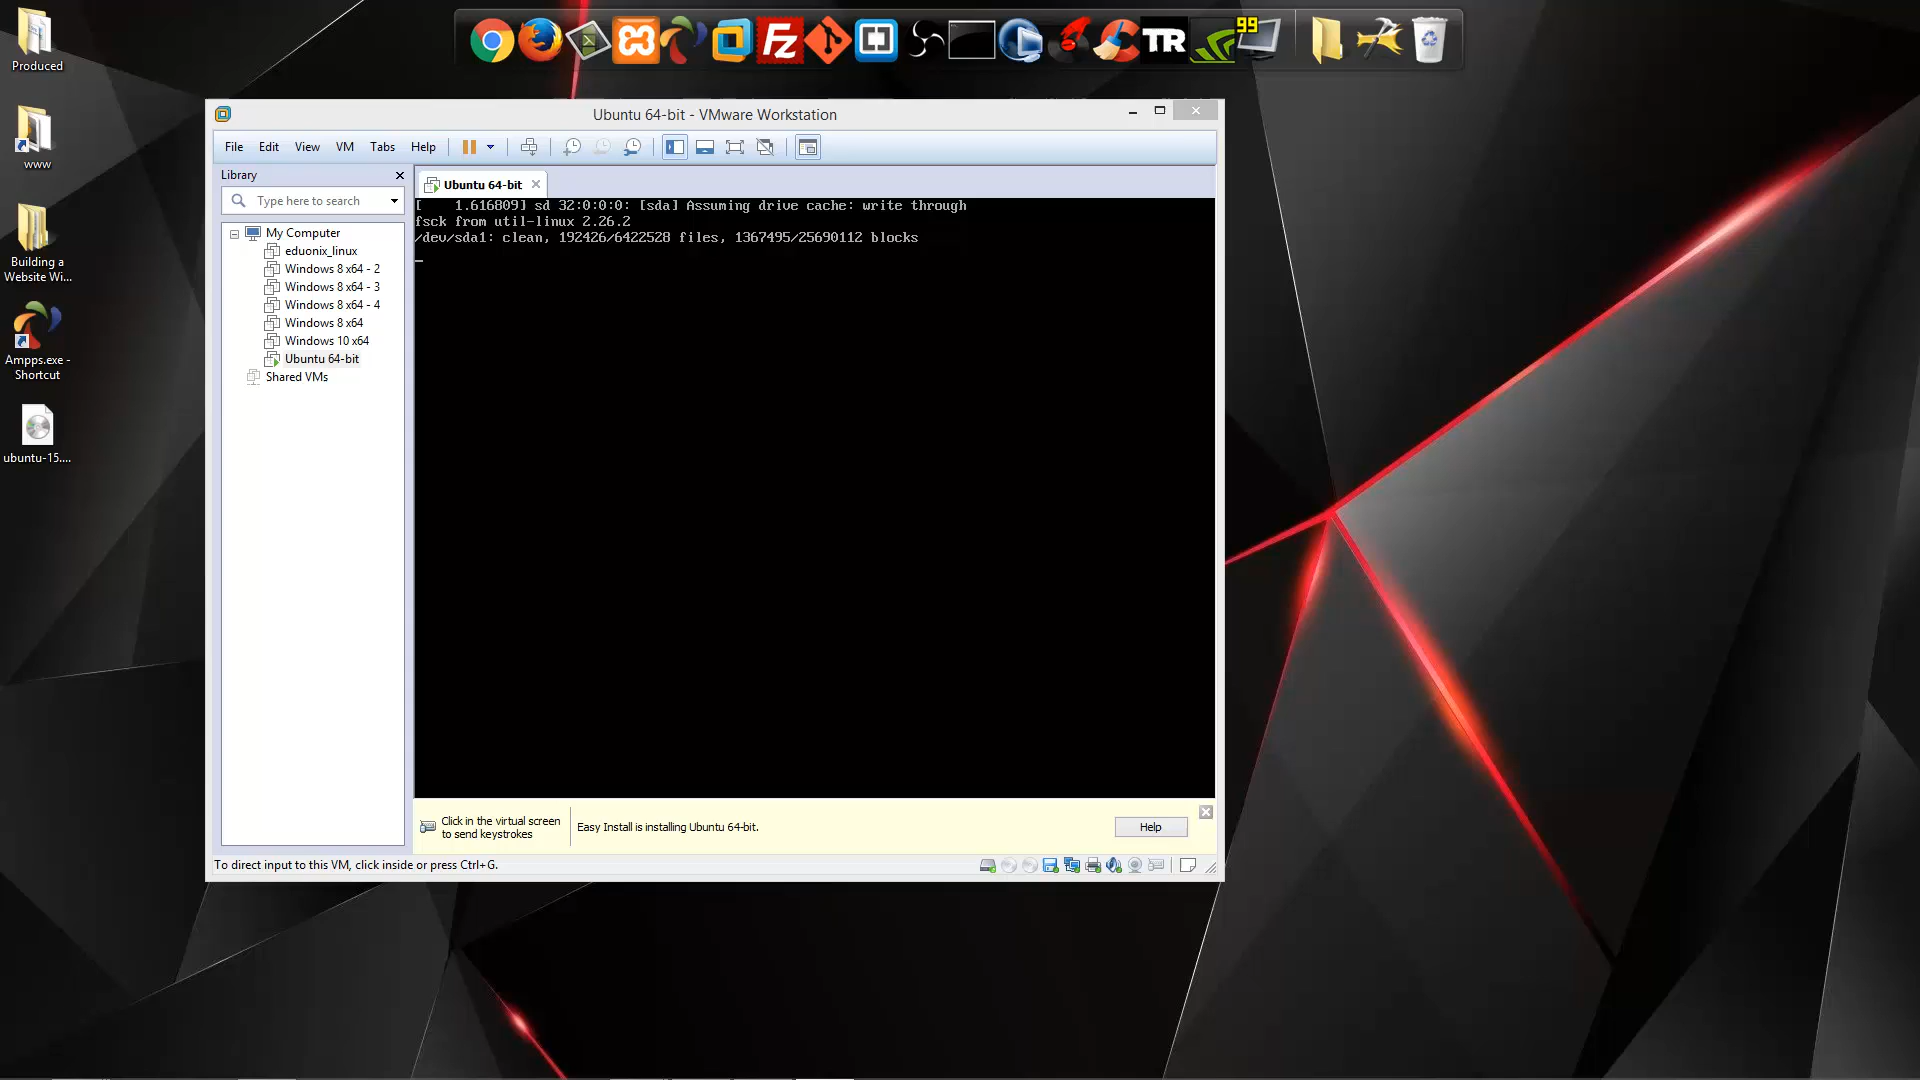 Produced
www
Building a
Website Wi...
Ampps.exe -
Shortcut
ubuntu-15....
Fz
TR
99
Ubuntu 64-bit - VMware Workstation
File Edit View VM Tabs Help
Library
Type here to search
My Computer
eduonix_linux
Windows 8 x64 - 2
Windows 8 x64 - 3
Windows 8 x64 - 4
Windows 8 x64
Windows 10 x64
Ubuntu 64-bit
Shared VMs
Ubuntu 64-bit
[    1.616809] sd 32:0:0:0: [sda] Assuming drive cache: write through
fsck from util-linux 2.26.2
/dev/sda1: clean, 192426/6422528 files, 1367495/25690112 blocks
_
Click in the virtual screen
to send keystrokes
Easy Install is installing Ubuntu 64-bit.
Help
To direct input to this VM, click inside or press Ctrl+G.